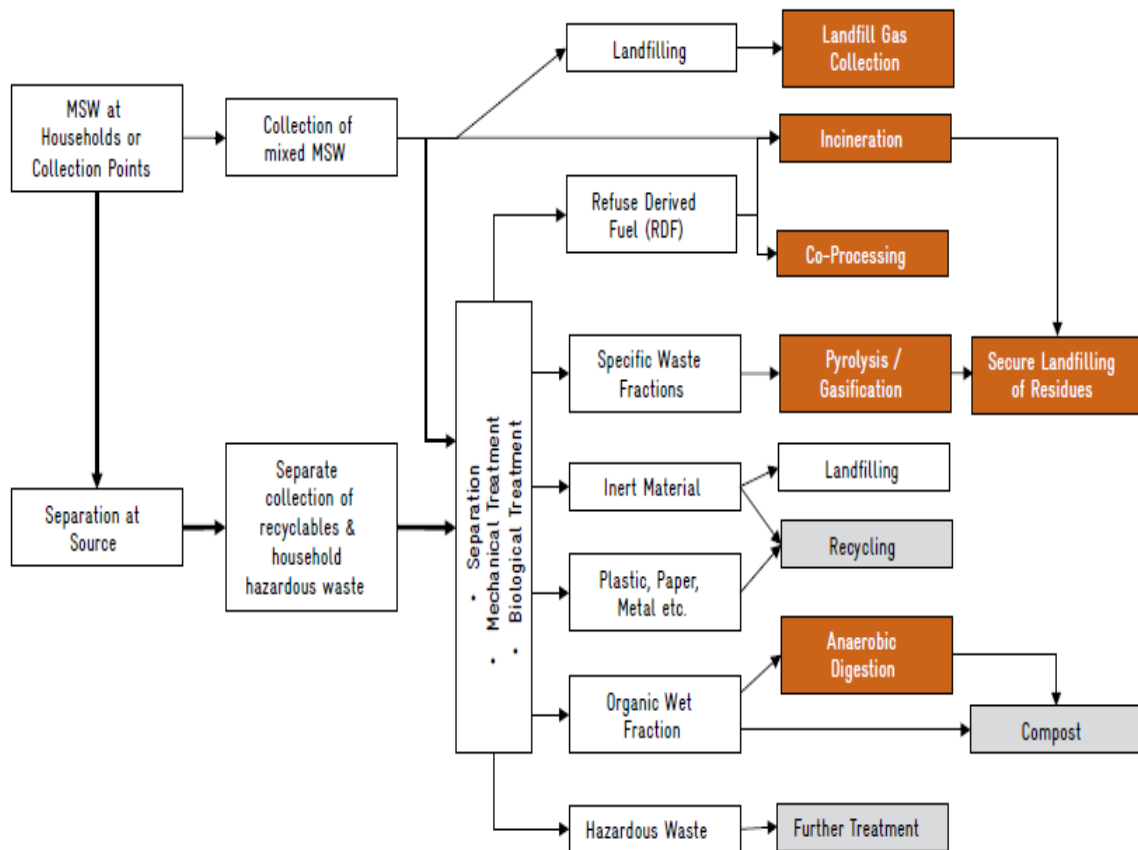 MSW at
Households or
Collection Points
Collection of
mixed MSW
Landfilling
Landfill Gas
Collection
Incineration
Refuse Derived
Fuel (RDF)
Co-Processing
Separation at
Source
Separate
collection of
recyclables &
household
hazardous waste
• Separation
• Mechanical Treatment
• Biological Treatment
Specific Waste
Fractions
Pyrolysis /
Gasification
Secure Landfilling
of Residues
Inert Material
Landfilling
Recycling
Plastic, Paper,
Metal etc.
Organic Wet
Fraction
Anaerobic
Digestion
Compost
Hazardous Waste
Further Treatment